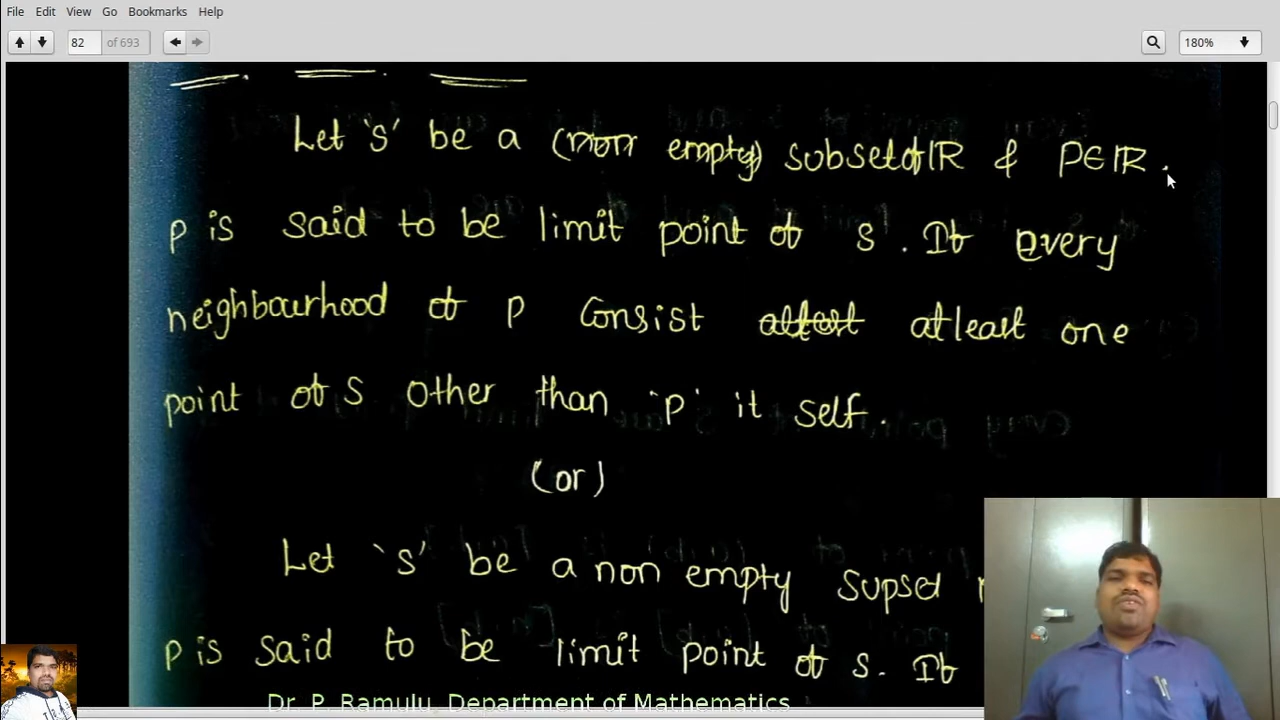 File Edit View Go Bookmarks Help
82 of 693 180%
Let 's' be a (non empty) subset of IR & P∈IR.
p is said to be limit point of s. If every
neighbourhood of p consist atleast one
point of S other than 'p' it self.
(or)
Let 's' be a non empty supsel
p is said to be limit point of s. If
Dr. P. Ramulu, Department of Mathematics